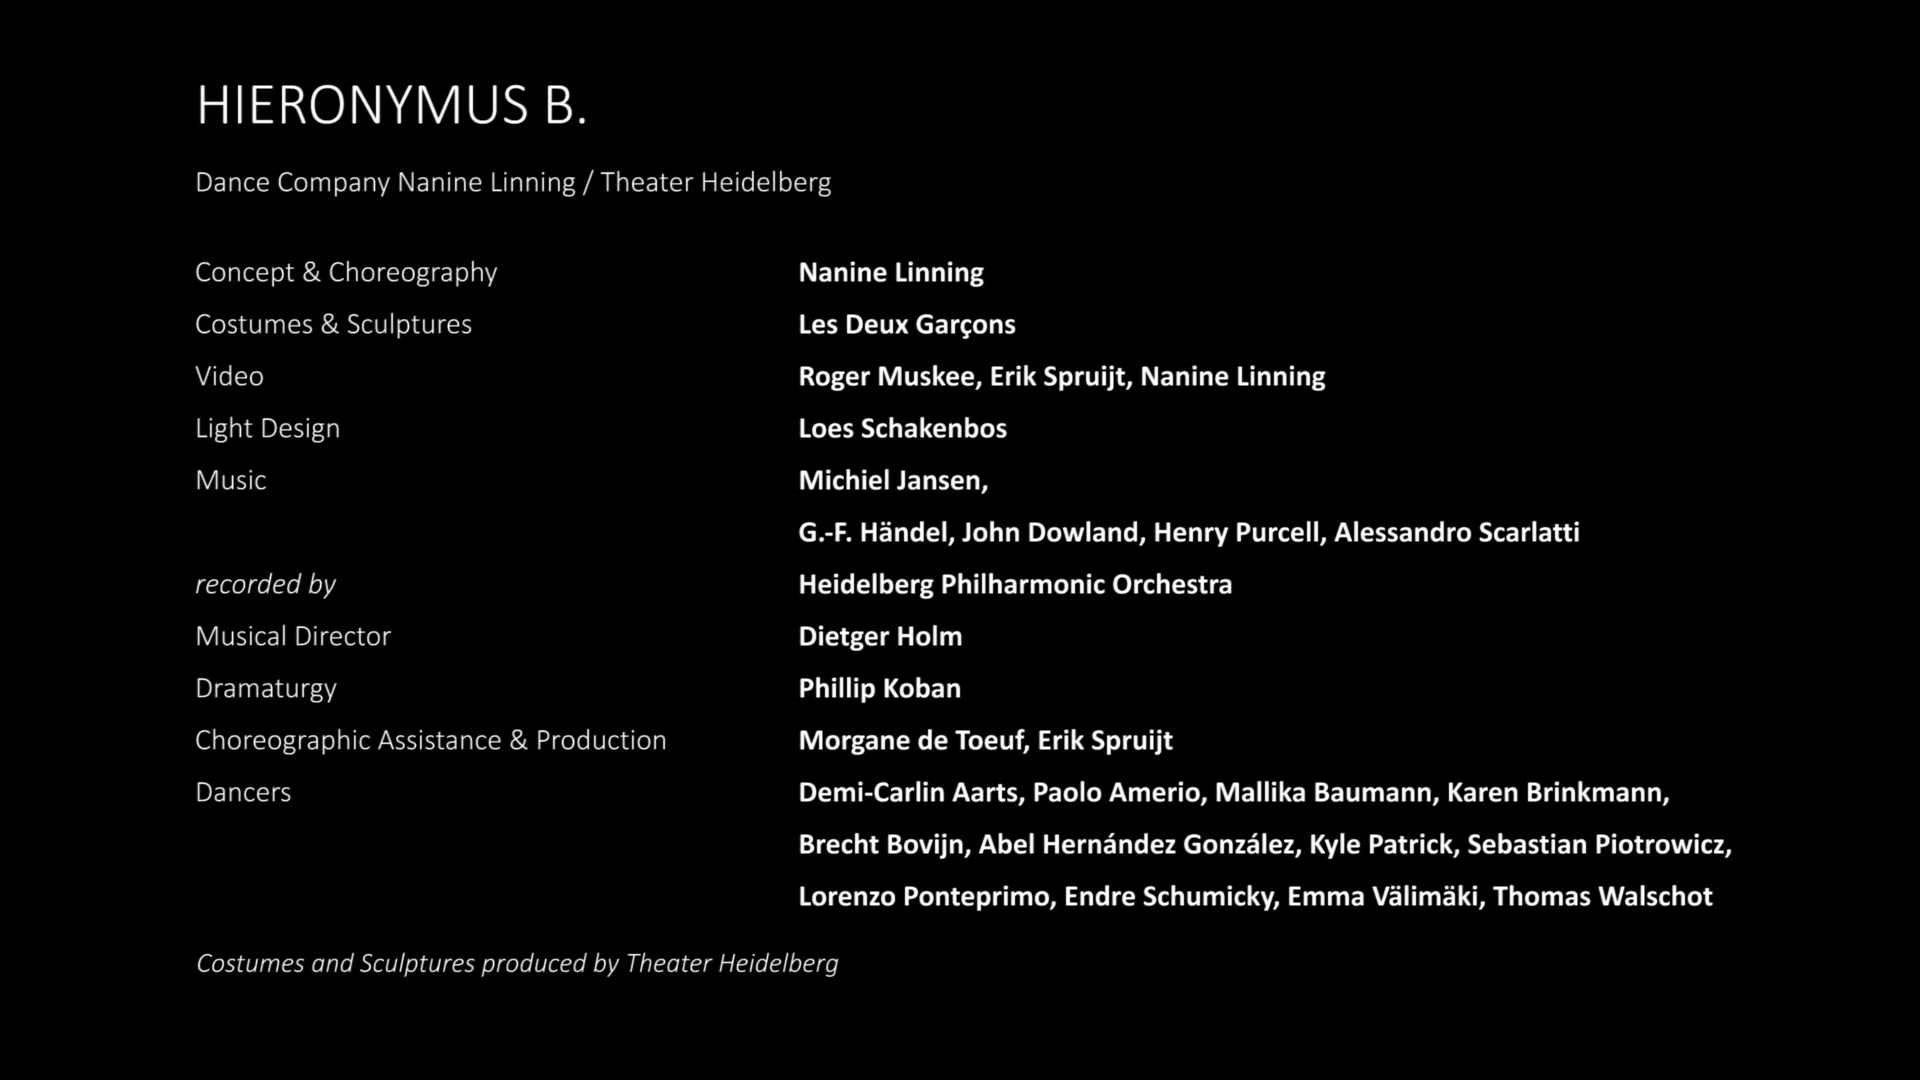 HIERONYMUS B.
Dance Company Nanine Linning / Theater Heidelberg
Concept & Choreography Nanine Linning
Costumes & Sculptures Les Deux Garçons
Video Roger Muskee, Erik Spruijt, Nanine Linning
Light Design Loes Schakenbos
Music Michiel Jansen,
G.-F. Händel, John Dowland, Henry Purcell, Alessandro Scarlatti
recorded by Heidelberg Philharmonic Orchestra
Musical Director Dietger Holm
Dramaturgy Phillip Koban
Choreographic Assistance & Production Morgane de Toeuf, Erik Spruijt
Dancers Demi-Carlin Aarts, Paolo Amerio, Mallika Baumann, Karen Brinkmann,
Brecht Bovijn, Abel Hernández González, Kyle Patrick, Sebastian Piotrowicz,
Lorenzo Ponteprimo, Endre Schumicky, Emma Välimäki, Thomas Walschot
Costumes and Sculptures produced by Theater Heidelberg